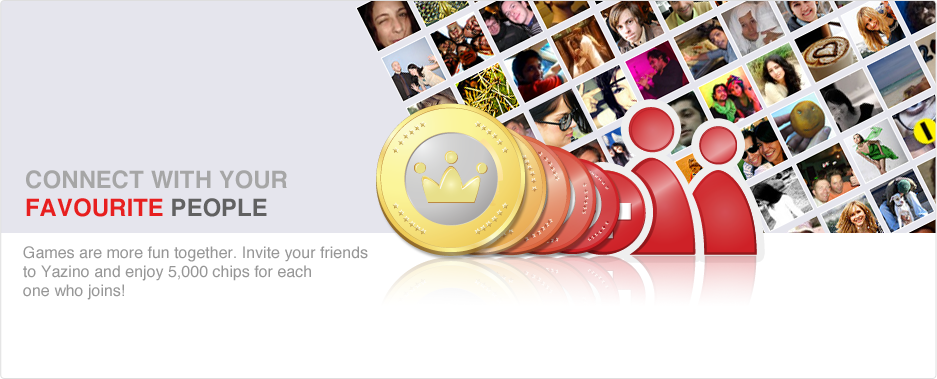 CONNECT WITH YOUR
FAVOURITE PEOPLE
Games are more fun together. Invite your friends
to Yazino and enjoy 5,000 chips for each
one who joins!